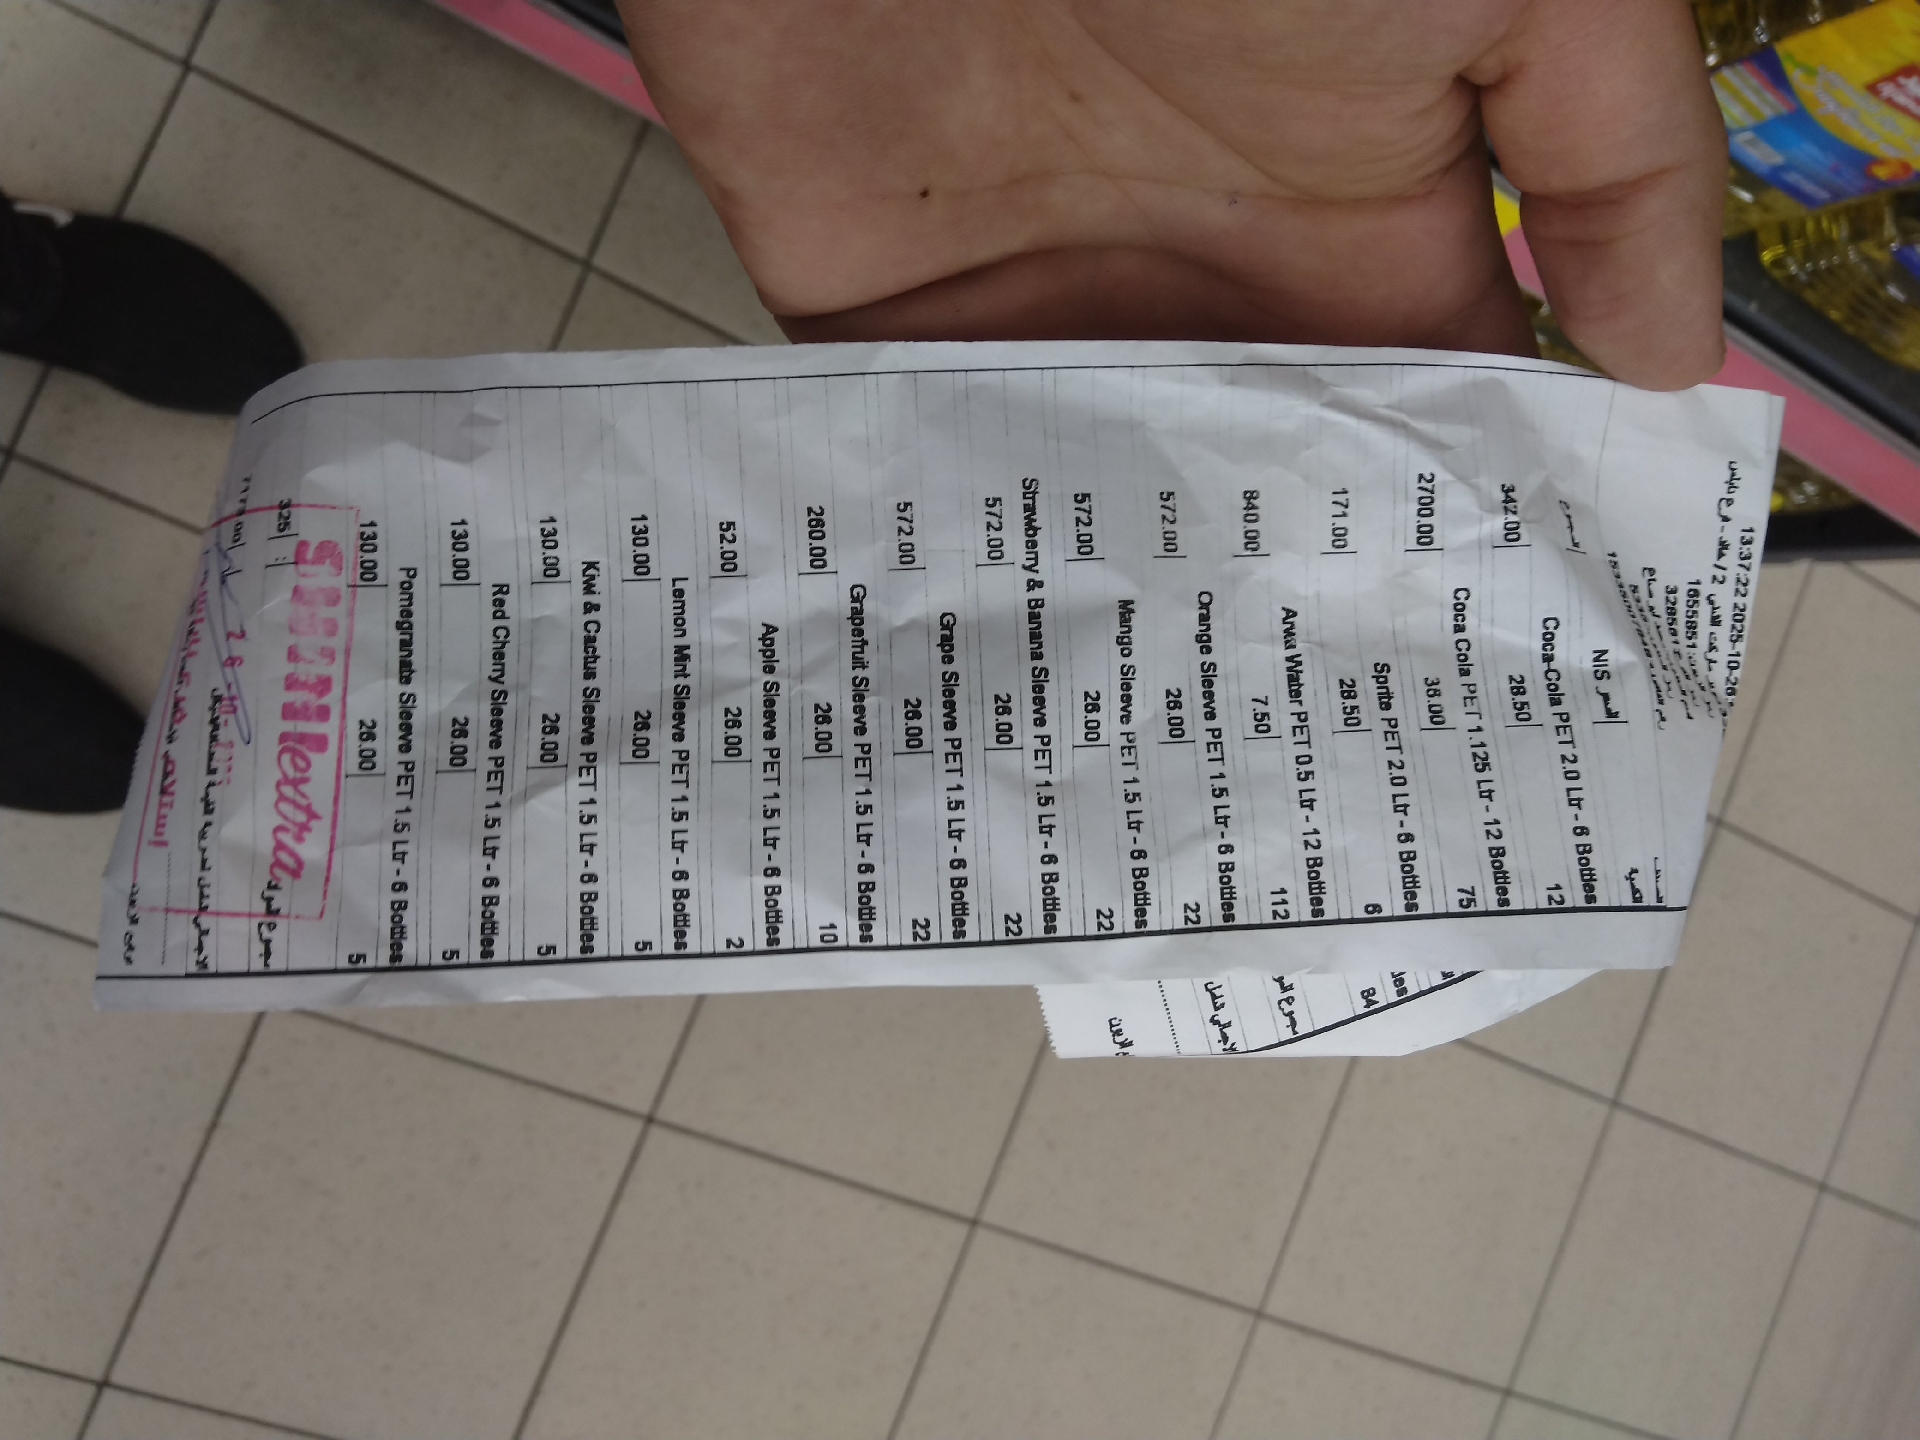 13:37:22 2025-10-26
1655851
السعر NIS
الكمية
Coca-Cola PET 2.0 Ltr - 6 Bottles
342.00 28.50 12
Coca Cola PET 1.125 Ltr - 12 Bottles
2700.00 36.00 75
Sprite PET 2.0 Ltr - 6 Bottles
171.00 28.50 6
Arwa Water PET 0.5 Ltr - 12 Bottles
840.00 7.50 112
Orange Sleeve PET 1.5 Ltr - 6 Bottles
572.00 26.00 22
Mango Sleeve PET 1.5 Ltr - 6 Bottles
572.00 26.00 22
Strawberry & Banana Sleeve PET 1.5 Ltr - 6 Bottles
572.00 26.00 22
Grape Sleeve PET 1.5 Ltr - 6 Bottles
572.00 26.00 22
Grapefruit Sleeve PET 1.5 Ltr - 6 Bottles
260.00 26.00 10
Apple Sleeve PET 1.5 Ltr - 6 Bottles
52.00 26.00 2
Lemon Mint Sleeve PET 1.5 Ltr - 6 Bottles
130.00 26.00 5
Kiwi & Cactus Sleeve PET 1.5 Ltr - 6 Bottles
130.00 26.00 5
Red Cherry Sleeve PET 1.5 Ltr - 6 Bottles
130.00 26.00 5
Pomegranate Sleeve PET 1.5 Ltr - 6 Bottles
130.00 26.00 5
325 :
extra
84